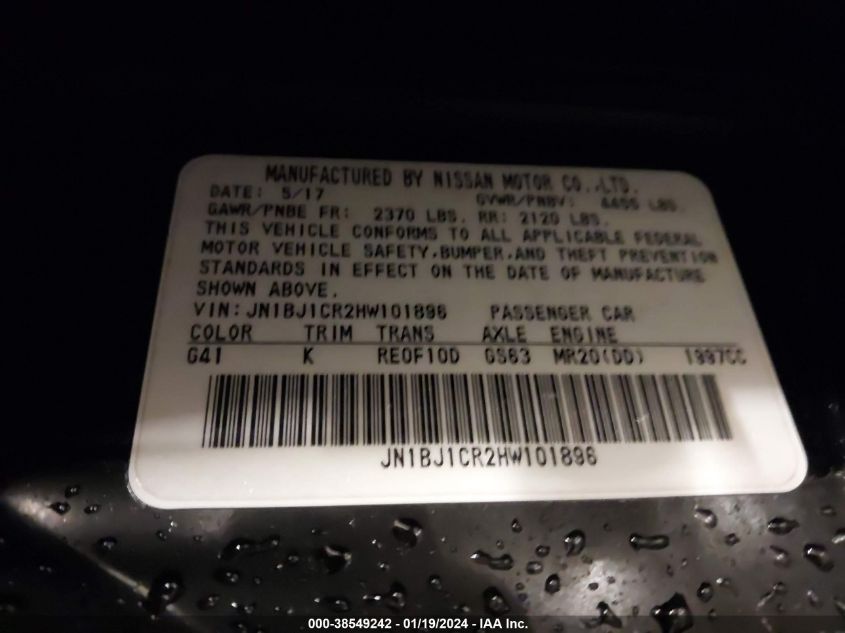 MANUFACTURED BY NISSAN MOTOR CO.,LTD.
DATE: 5/17 GVWR/PNBV: 4455 LBS.
GAWR/PNBE FR: 2370 LBS. RR: 2120 LBS.
THIS VEHICLE CONFORMS TO ALL APPLICABLE FEDERAL
MOTOR VEHICLE SAFETY,BUMPER,AND THEFT PREVENTION
STANDARDS IN EFFECT ON THE DATE OF MANUFACTURE
SHOWN ABOVE.
VIN:JN1BJ1CR2HW101896 PASSENGER CAR
COLOR TRIM TRANS AXLE ENGINE
G41 K RE0F10D GS63 MR20(DD) 1997CC
JN1BJ1CR2HW101896
000-38549242 - 01/19/2024 - IAA Inc.